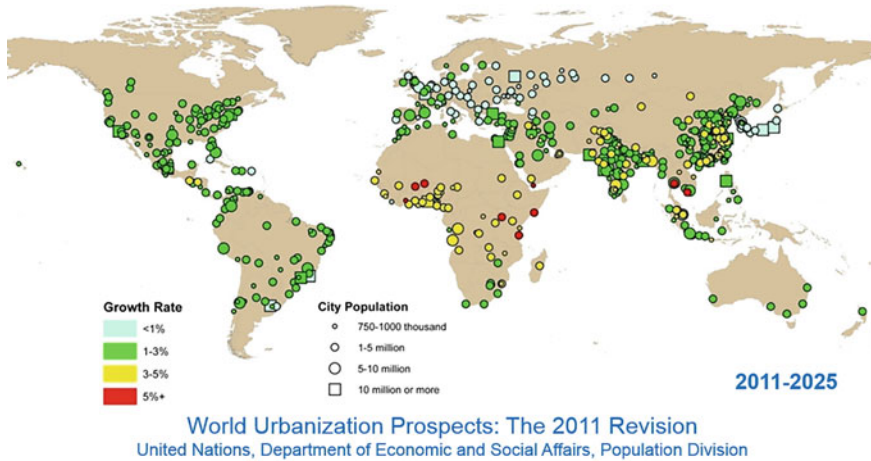 Growth Rate
<1%
1-3%
3-5%
5%+
City Population
750-1000 thousand
1-5 million
5-10 million
10 million or more
2011-2025
World Urbanization Prospects: The 2011 Revision
United Nations, Department of Economic and Social Affairs, Population Division